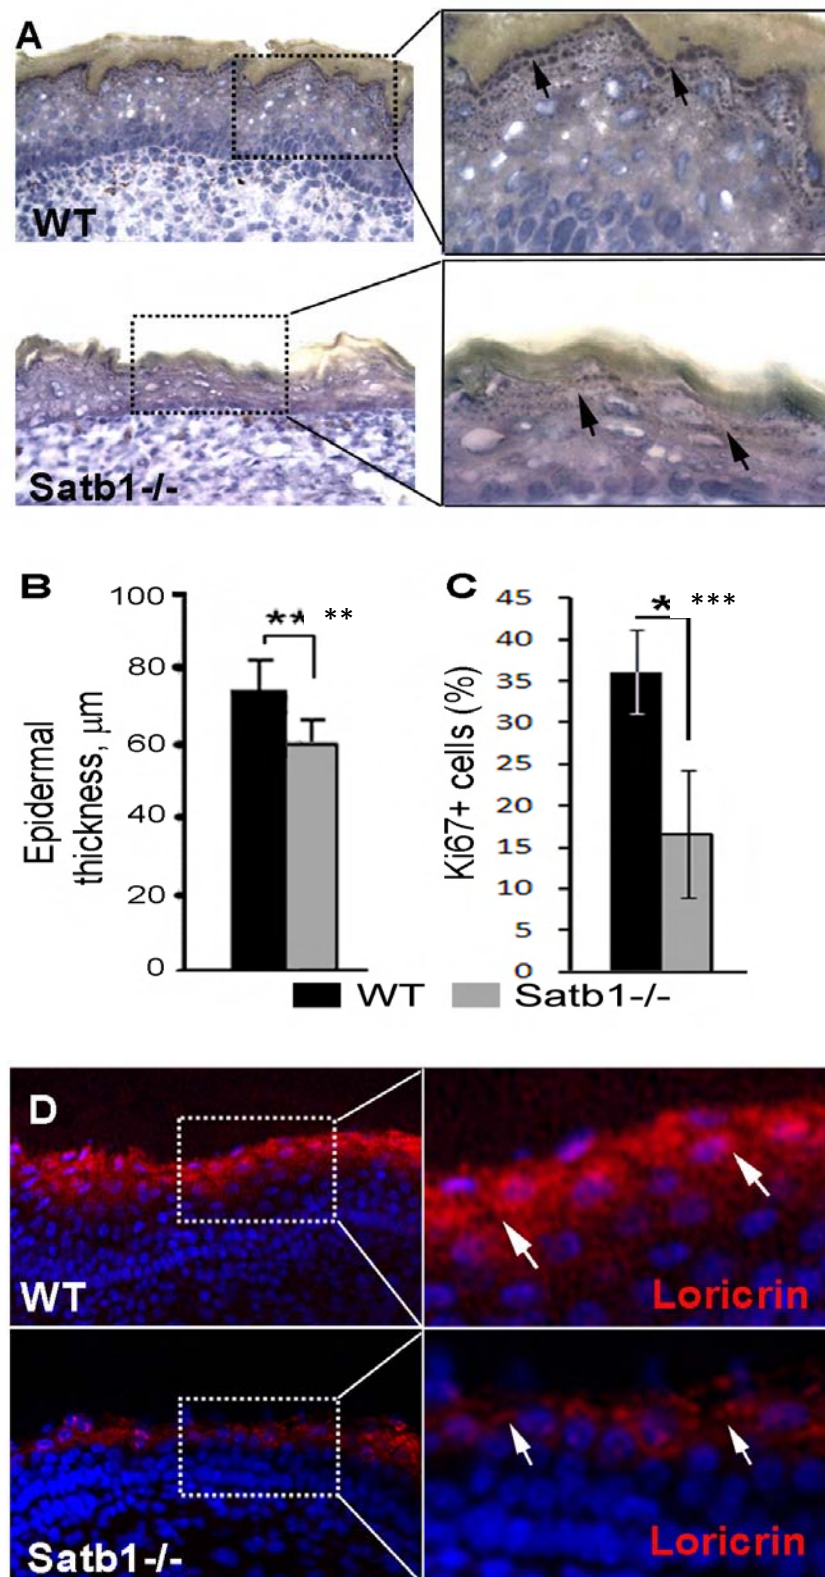 A
WT
Satb1-/-
B
Epidermal
thickness, μm
100
80
60
40
20
0
** **
C
Ki67+ cells (%)
45
40
35
30
25
20
15
10
5
0
* ***
WT Satb1-/-
D
WT
Loricrin
Satb1-/-
Loricrin